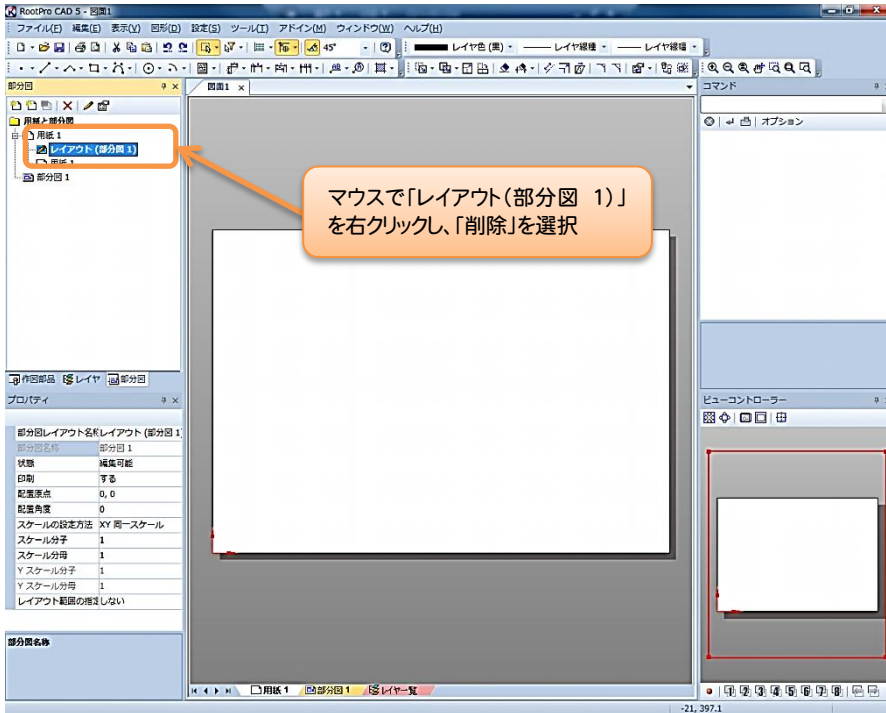 RootPro CAD 5 - 図面1
ファイル(F) 編集(E) 表示(V) 図形(D) 設定(S) ツール(T) アドイン(M) ウィンドウ(W) ヘルプ(H)
45°
レイヤ色 (黒)
レイヤ線種
レイヤ線幅
部分図
図面1
コマンド
用紙と部分図
オプション
用紙 1
レイアウト (部分図 1)
用紙 1
部分図 1
マウスで「レイアウト(部分図 1)」
を右クリックし、「削除」を選択
作図部品 レイヤ 部分図
プロパティ
ビューコントローラー
部分図レイアウト名称 レイアウト (部分図 1)
部分図名称 部分図 1
状態 編集可能
印刷 する
配置原点 0, 0
配置角度 0
スケールの設定方法 XY 同一スケール
スケール分子 1
スケール分母 1
Y スケール分子 1
Y スケール分母 1
レイアウト範囲の指定 しない
部分図名称
用紙 1 部分図 1 レイヤ一覧
1 2 3 4 5 6 7 8
-21, 397.1